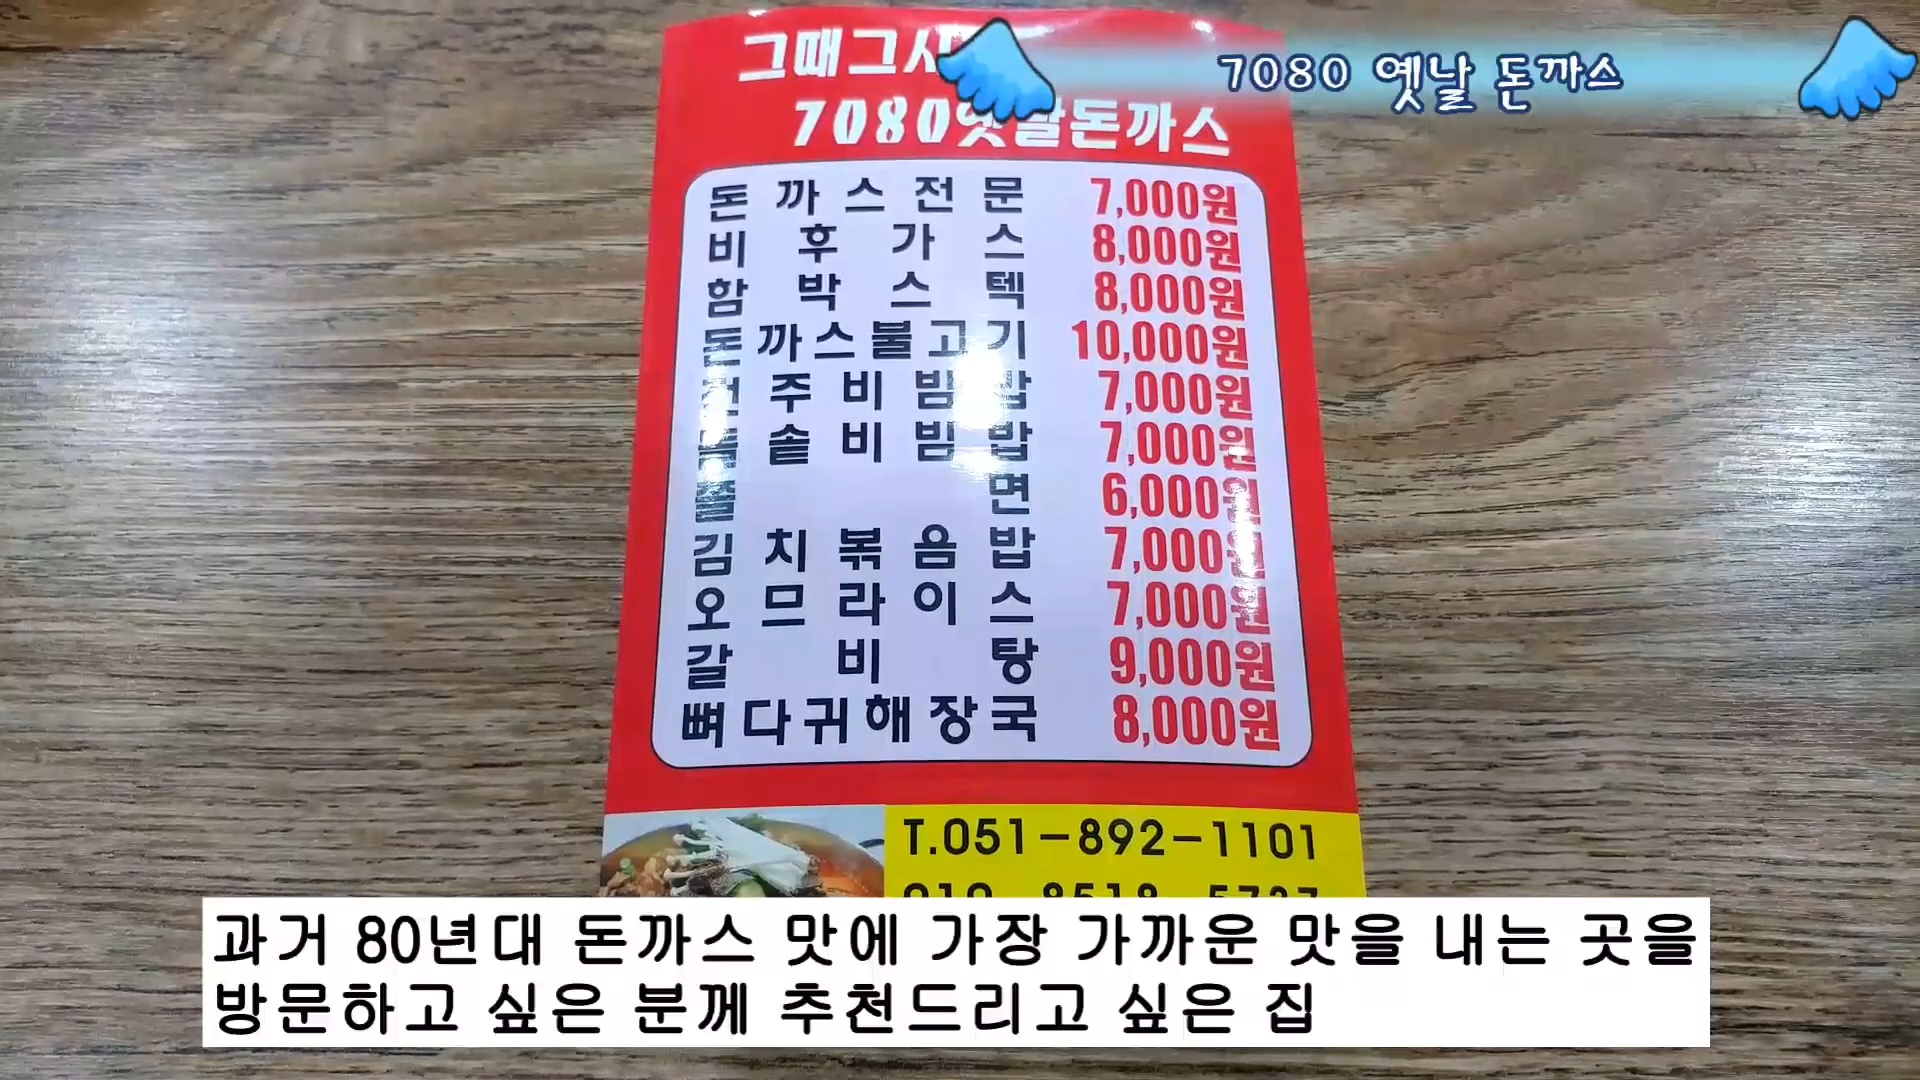 7080 옛날 돈까스
그때그시
7080옛날돈까스
돈까스전문 7,000원
비후가스 8,000원
함박스텍 8,000원
돈까스불고기 10,000원
전주비빔밥 7,000원
돌솥비빔밥 7,000원
쫄면 6,000원
김치볶음밥 7,000원
오므라이스 7,000원
갈비탕 9,000원
뼈다귀해장국 8,000원
T.051-892-1101
과거 80년대 돈까스 맛에 가장 가까운 맛을 내는 곳을
방문하고 싶은 분께 추천드리고 싶은 집